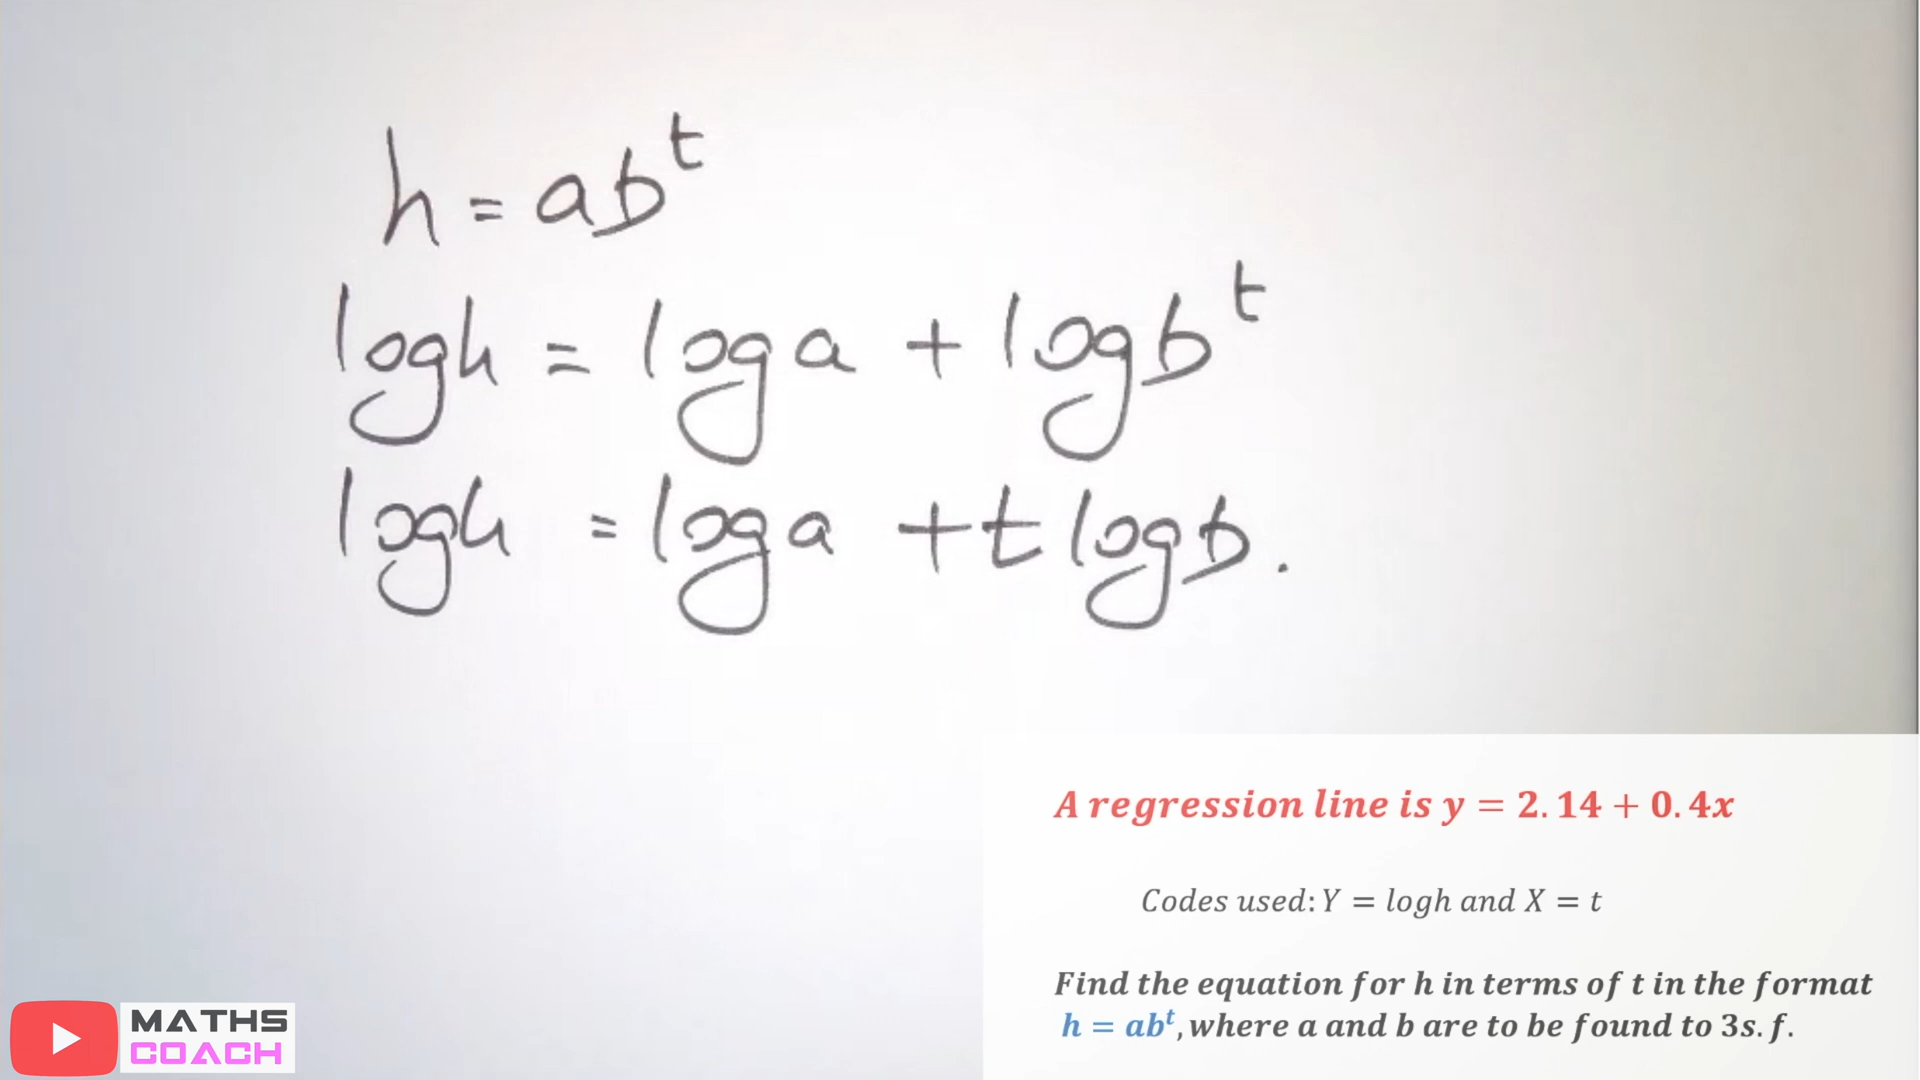 h = ab^t
log h = log a + log b^t
log h = log a + t log b.
A regression line is y = 2.14 + 0.4x
Codes used: Y = logh and X = t
Find the equation for h in terms of t in the format
h = ab^t, where a and b are to be found to 3s.f.
MATHS
COACH